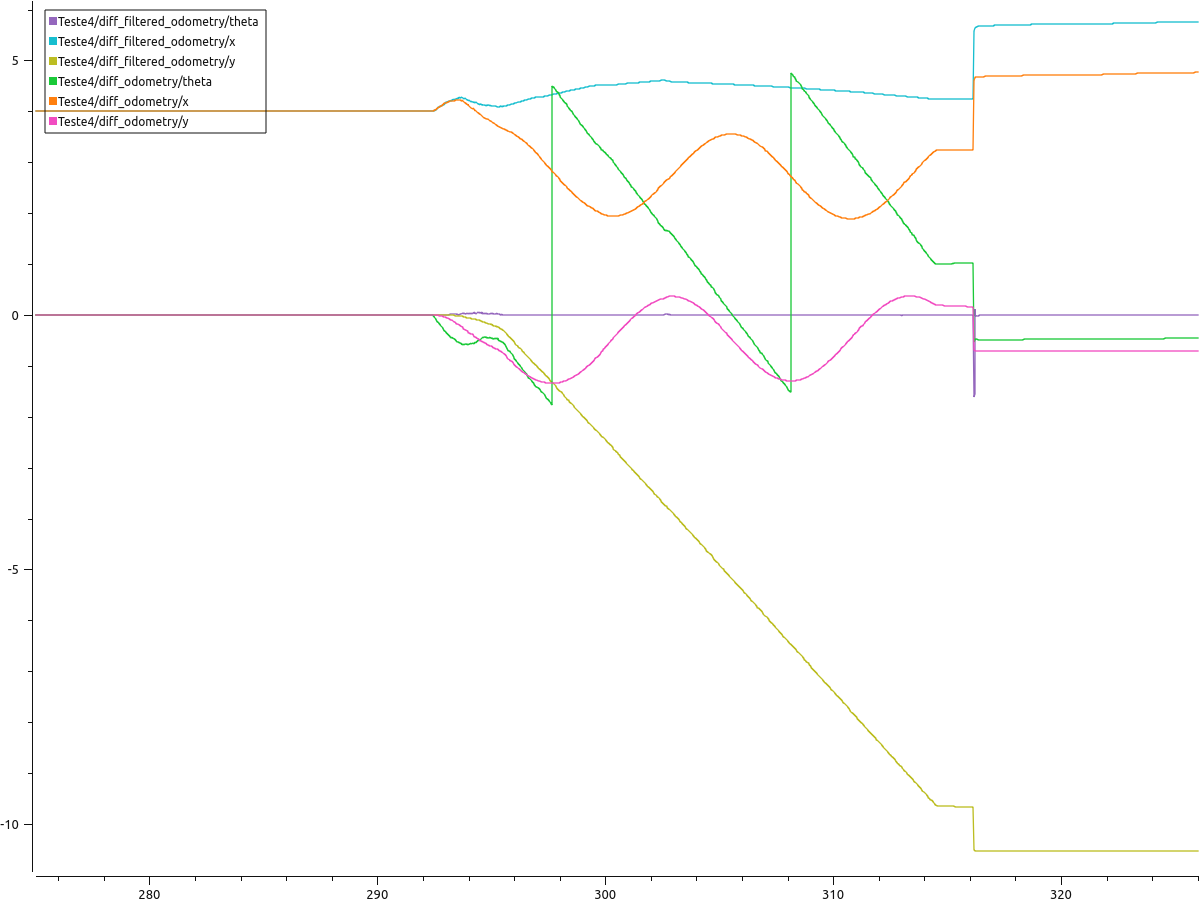 Teste4/diff_filtered_odometry/theta
Teste4/diff_filtered_odometry/x
Teste4/diff_filtered_odometry/y
Teste4/diff_odometry/theta
Teste4/diff_odometry/x
Teste4/diff_odometry/y
5
0
-5
-10
280 290 300 310 320